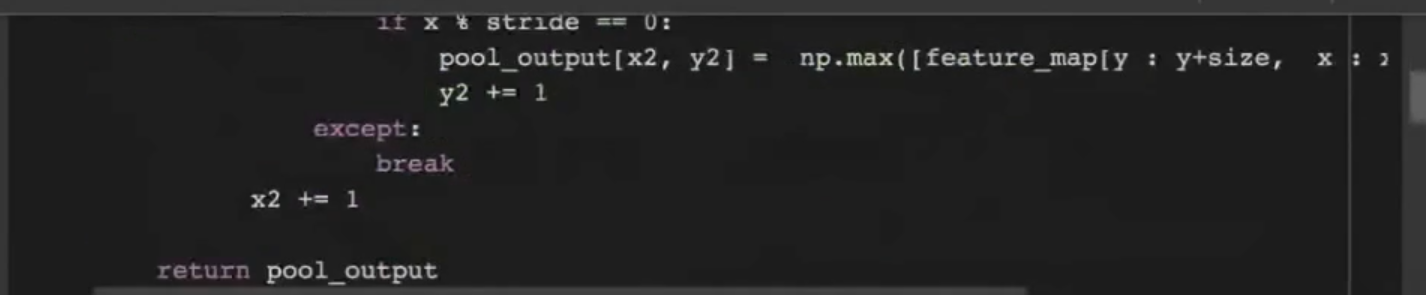 if x % stride == 0:
pool_output[x2, y2] = np.max([feature_map[y : y+size, x :
y2 += 1
except:
break
x2 += 1
return pool_output